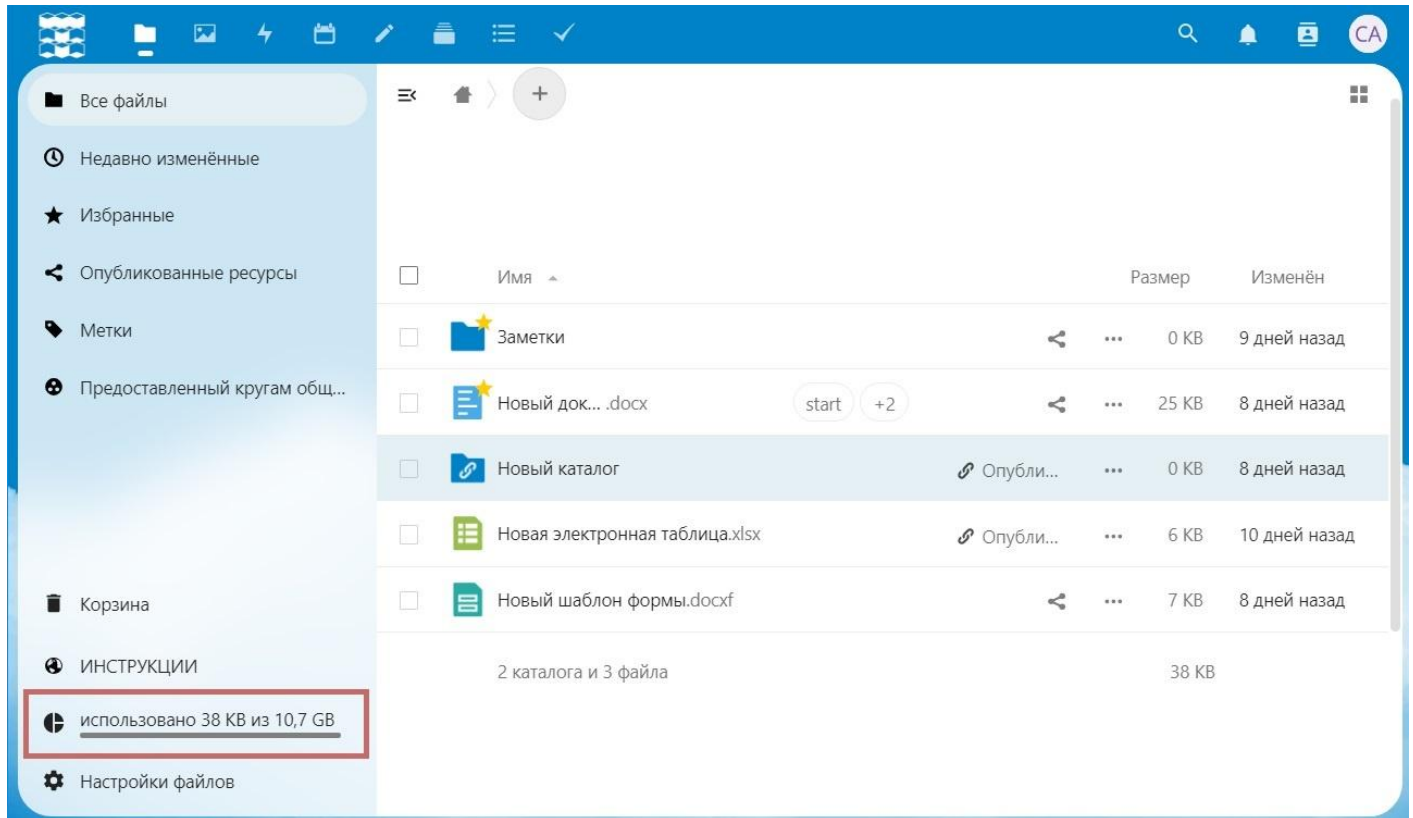 CA
Все файлы
Недавно изменённые
Избранные
Опубликованные ресурсы
Метки
Предоставленный кругам общ...
Корзина
ИНСТРУКЦИИ
использовано 38 KB из 10,7 GB
Настройки файлов
+
Имя Размер Изменён
Заметки 0 KB 9 дней назад
Новый док... .docx start +2 25 KB 8 дней назад
Новый каталог Опубли... 0 KB 8 дней назад
Новая электронная таблица.xlsx Опубли... 6 KB 10 дней назад
Новый шаблон формы.docxf 7 KB 8 дней назад
2 каталога и 3 файла 38 KB